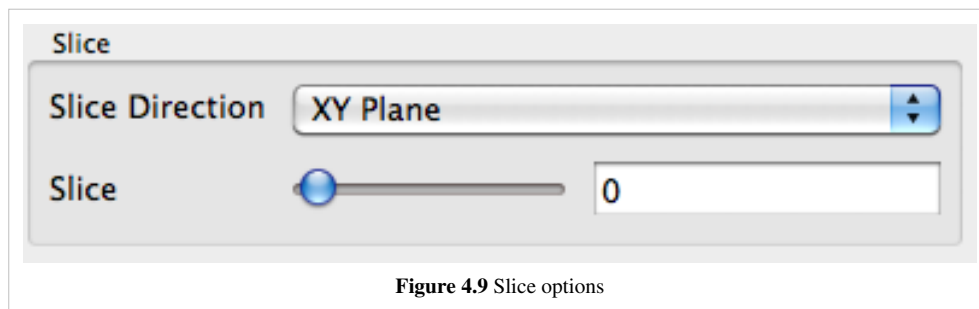 Slice
Slice Direction XY Plane
Slice 0
Figure 4.9 Slice options